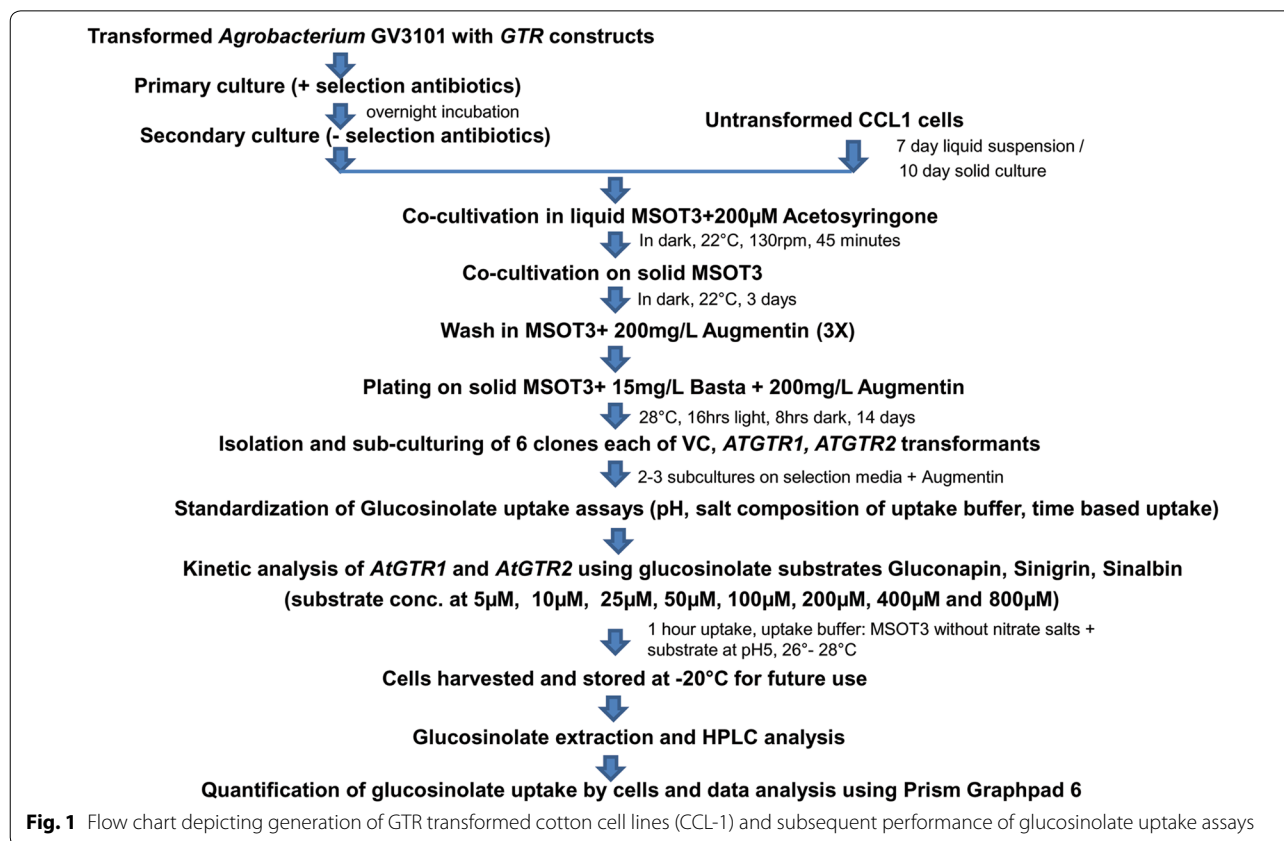 Transformed Agrobacterium GV3101 with GTR constructs
Primary culture (+ selection antibiotics)
overnight incubation
Secondary culture (- selection antibiotics)
Untransformed CCL1 cells
7 day liquid suspension /
10 day solid culture
Co-cultivation in liquid MSOT3+200µM Acetosyringone
In dark, 22°C, 130rpm, 45 minutes
Co-cultivation on solid MSOT3
In dark, 22°C, 3 days
Wash in MSOT3+ 200mg/L Augmentin (3X)
Plating on solid MSOT3+ 15mg/L Basta + 200mg/L Augmentin
28°C, 16hrs light, 8hrs dark, 14 days
Isolation and sub-culturing of 6 clones each of VC, ATGTR1, ATGTR2 transformants
2-3 subcultures on selection media + Augmentin
Standardization of Glucosinolate uptake assays (pH, salt composition of uptake buffer, time based uptake)
Kinetic analysis of AtGTR1 and AtGTR2 using glucosinolate substrates Gluconapin, Sinigrin, Sinalbin
(substrate conc. at 5µM, 10µM, 25µM, 50µM, 100µM, 200µM, 400µM and 800µM)
1 hour uptake, uptake buffer: MSOT3 without nitrate salts +
substrate at pH5, 26°- 28°C
Cells harvested and stored at -20°C for future use
Glucosinolate extraction and HPLC analysis
Quantification of glucosinolate uptake by cells and data analysis using Prism Graphpad 6
Fig. 1 Flow chart depicting generation of GTR transformed cotton cell lines (CCL-1) and subsequent performance of glucosinolate uptake assays